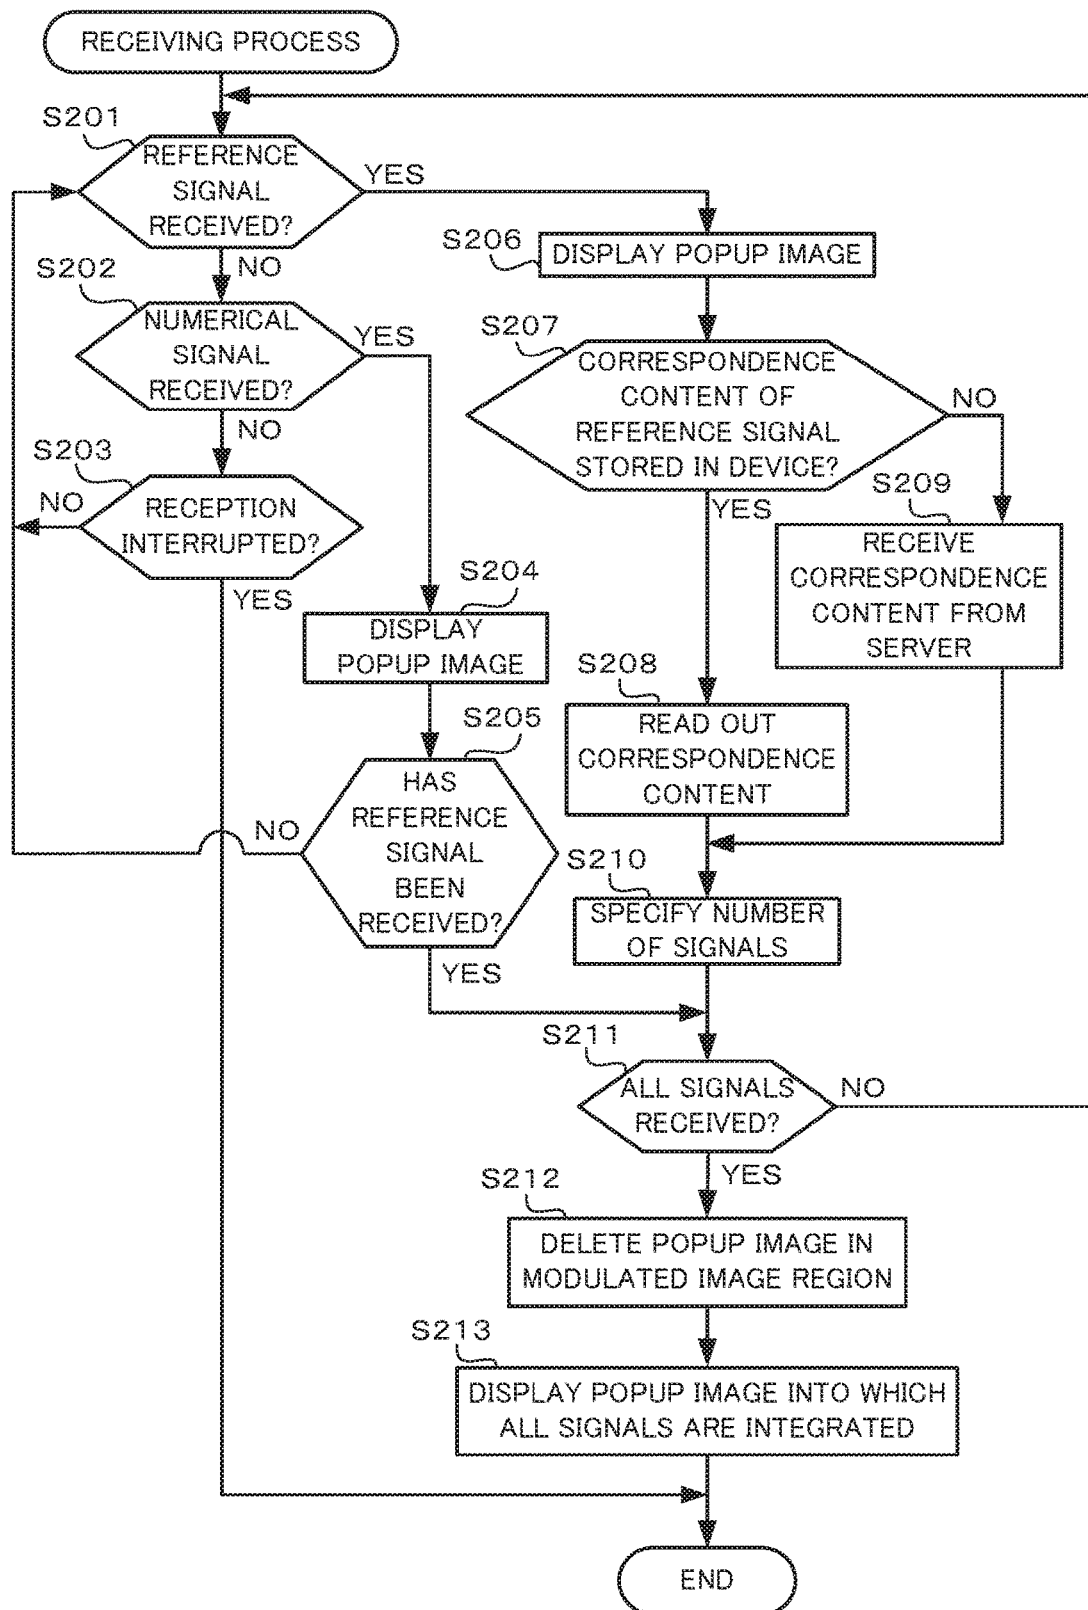 RECEIVING PROCESS
S201
REFERENCE
SIGNAL
RECEIVED?
YES
NO
S202
NUMERICAL
SIGNAL
RECEIVED?
YES
NO
S203
RECEPTION
INTERRUPTED?
NO
YES
S204
DISPLAY
POPUP IMAGE
S205
HAS
REFERENCE
SIGNAL
BEEN
RECEIVED?
NO
YES
S206
DISPLAY POPUP IMAGE
S207
CORRESPONDENCE
CONTENT OF
REFERENCE SIGNAL
STORED IN DEVICE?
NO
YES
S209
RECEIVE
CORRESPONDENCE
CONTENT FROM
SERVER
S208
READ OUT
CORRESPONDENCE
CONTENT
S210
SPECIFY NUMBER
OF SIGNALS
S211
ALL SIGNALS
RECEIVED?
NO
YES
S212
DELETE POPUP IMAGE IN
MODULATED IMAGE REGION
S213
DISPLAY POPUP IMAGE INTO WHICH
ALL SIGNALS ARE INTEGRATED
END